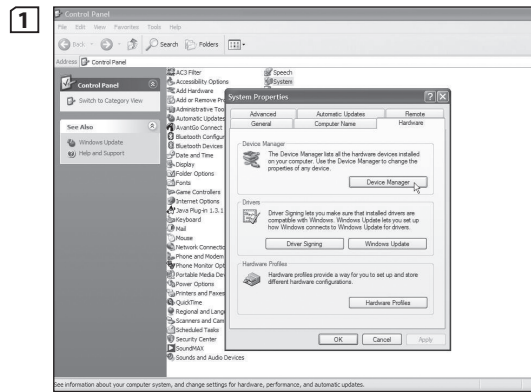 1
Control Panel
File Edit View Favorites Tools Help
Back Search Folders
Address Control Panel
Control Panel
Switch to Category View
See Also
Windows Update
Help and Support
AC3 Filter
Accessibility Options
Add Hardware
Add or Remove Pro
Administrative Too
Automatic Updates
AvantGo Connect
Bluetooth Configur
Bluetooth Devices
Date and Time
Display
Folder Options
Fonts
Game Controllers
Internet Options
Java Plug-in 1.3.1
Keyboard
Mail
Mouse
Network Connectio
Phone and Modem
Phone Monitor Opt
Portable Media Dev
Power Options
Printers and Faxes
QuickTime
Regional and Lang
Scanners and Cam
Scheduled Tasks
Security Center
SoundMAX
Sounds and Audio Devices
Speech
System
System Properties
Advanced Automatic Updates Remote
General Computer Name Hardware
Device Manager
The Device Manager lists all the hardware devices installed
on your computer. Use the Device Manager to change the
properties of any device.
Device Manager
Drivers
Driver Signing lets you make sure that installed drivers are
compatible with Windows. Windows Update lets you set up
how Windows connects to Windows Update for drivers.
Driver Signing Windows Update
Hardware Profiles
Hardware profiles provide a way for you to set up and store
different hardware configurations.
Hardware Profiles
OK Cancel Apply
See information about your computer system, and change settings for hardware, performance, and automatic updates.